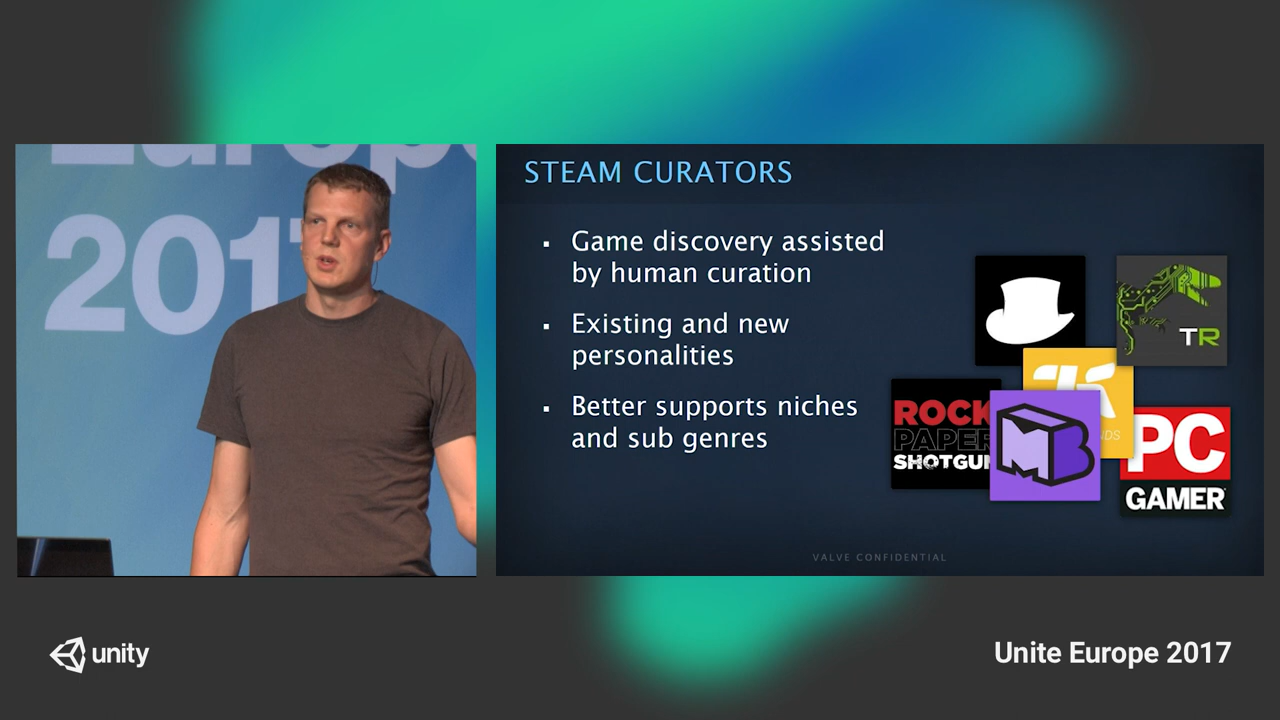 Europe
2017
STEAM CURATORS
▪ Game discovery assisted
by human curation
▪ Existing and new
personalities
▪ Better supports niches
and sub genres
TR
ROCK
PAPER
SHOTGUN
MB
PC
GAMER
VALVE CONFIDENTIAL
unity
Unite Europe 2017